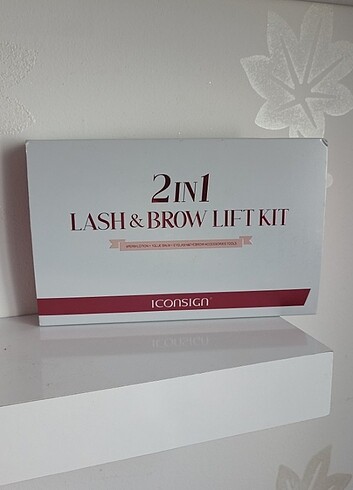 2IN1
LASH & BROW LIFT KIT
ICONSIGN